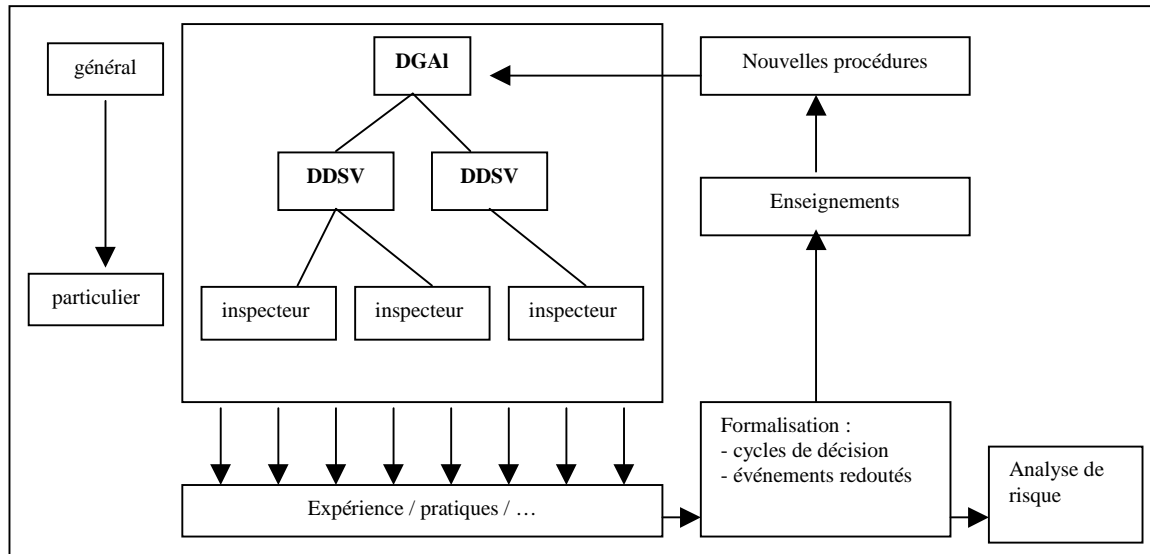 général
DGAl
Nouvelles procédures
DDSV
DDSV
Enseignements
particulier
inspecteur
inspecteur
inspecteur
Formalisation :
- cycles de décision
- événements redoutés
Analyse de
risque
Expérience / pratiques / …